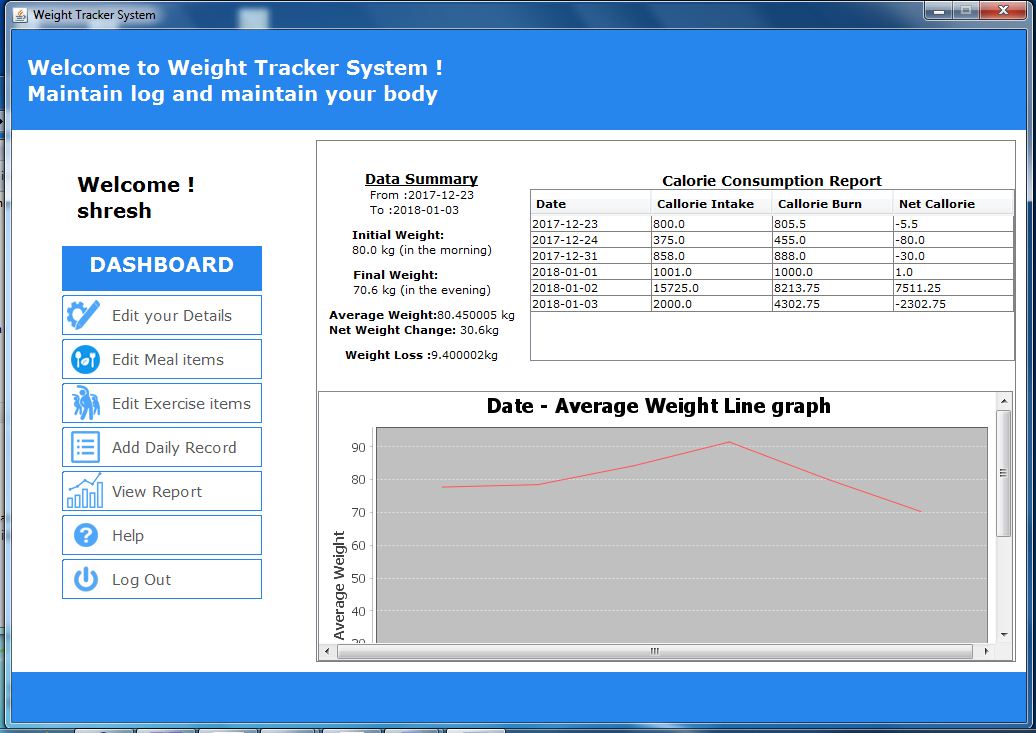 Weight Tracker System
Welcome to Weight Tracker System !
Maintain log and maintain your body
Welcome !
shresh
DASHBOARD
Edit your Details
Edit Meal items
Edit Exercise items
Add Daily Record
View Report
Help
Log Out
Data Summary
From :2017-12-23
To :2018-01-03
Initial Weight:
80.0 kg (in the morning)
Final Weight:
70.6 kg (in the evening)
Average Weight:80.450005 kg
Net Weight Change: 30.6kg
Weight Loss :9.400002kg
Calorie Consumption Report
Date Callorie Intake Callorie Burn Net Callorie
2017-12-23 800.0 805.5 -5.5
2017-12-24 375.0 455.0 -80.0
2017-12-31 858.0 888.0 -30.0
2018-01-01 1001.0 1000.0 1.0
2018-01-02 15725.0 8213.75 7511.25
2018-01-03 2000.0 4302.75 -2302.75
Date - Average Weight Line graph
Average Weight
90
80
70
60
50
40
30